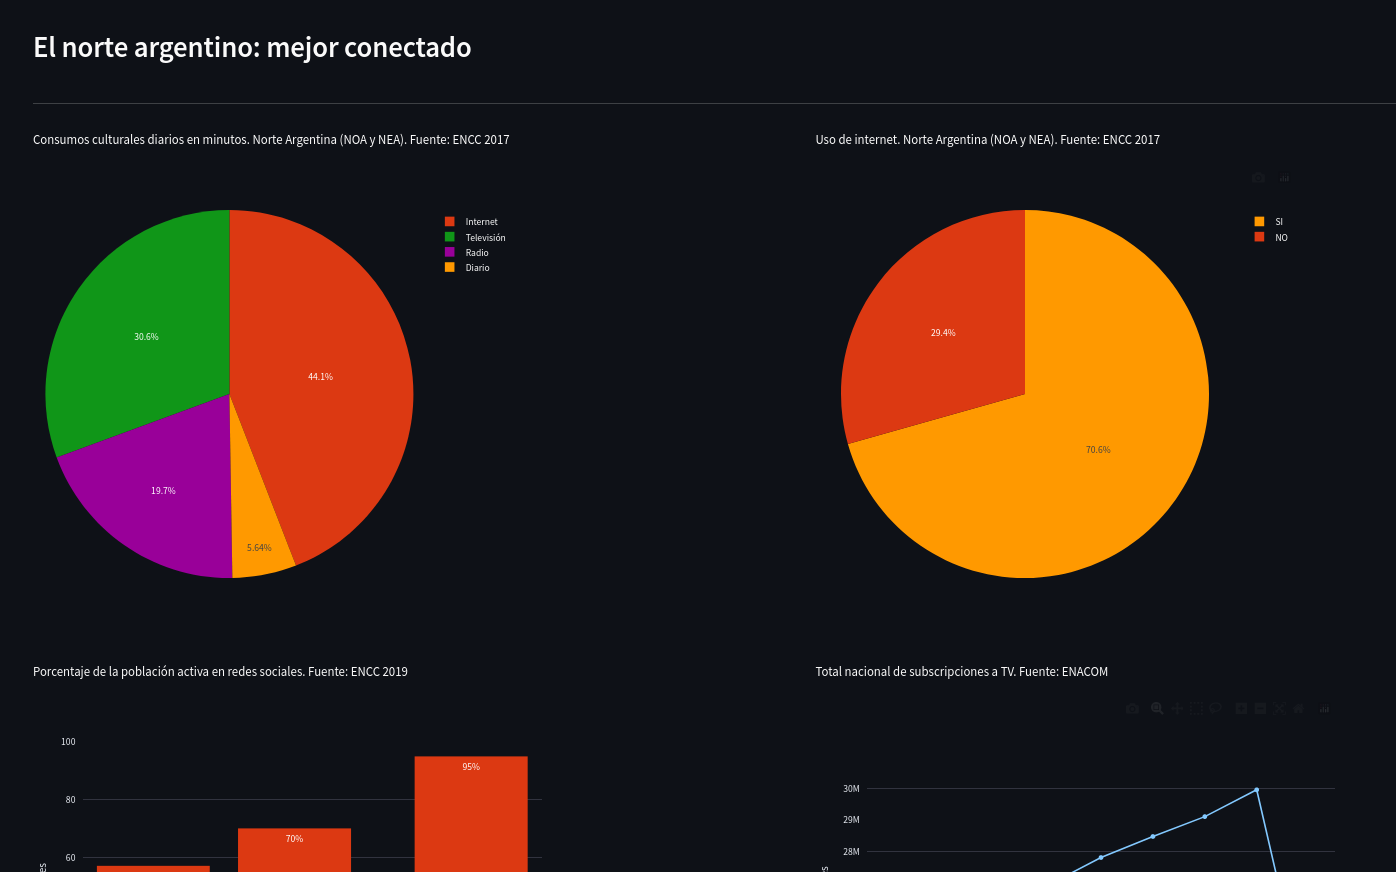 El norte argentino: mejor conectado
Consumos culturales diarios en minutos. Norte Argentina (NOA y NEA). Fuente: ENCC 2017
Internet
Televisión
Radio
Diario
30.6%
44.1%
19.7%
5.64%
Uso de internet. Norte Argentina (NOA y NEA). Fuente: ENCC 2017
SI
NO
29.4%
70.6%
Porcentaje de la población activa en redes sociales. Fuente: ENCC 2019
100
80
60
70%
95%
Total nacional de subscripciones a TV. Fuente: ENACOM
30M
29M
28M